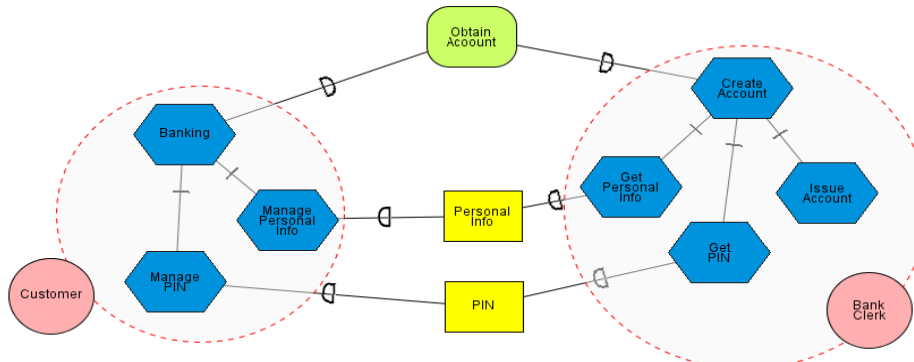 Obtain
Account
Create
Account
Banking
Get
Personal
Info
Issue
Account
Manage
Personal
Info
Personal
Info
Get
PIN
Manage
PIN
Customer
PIN
Bank
Clerk